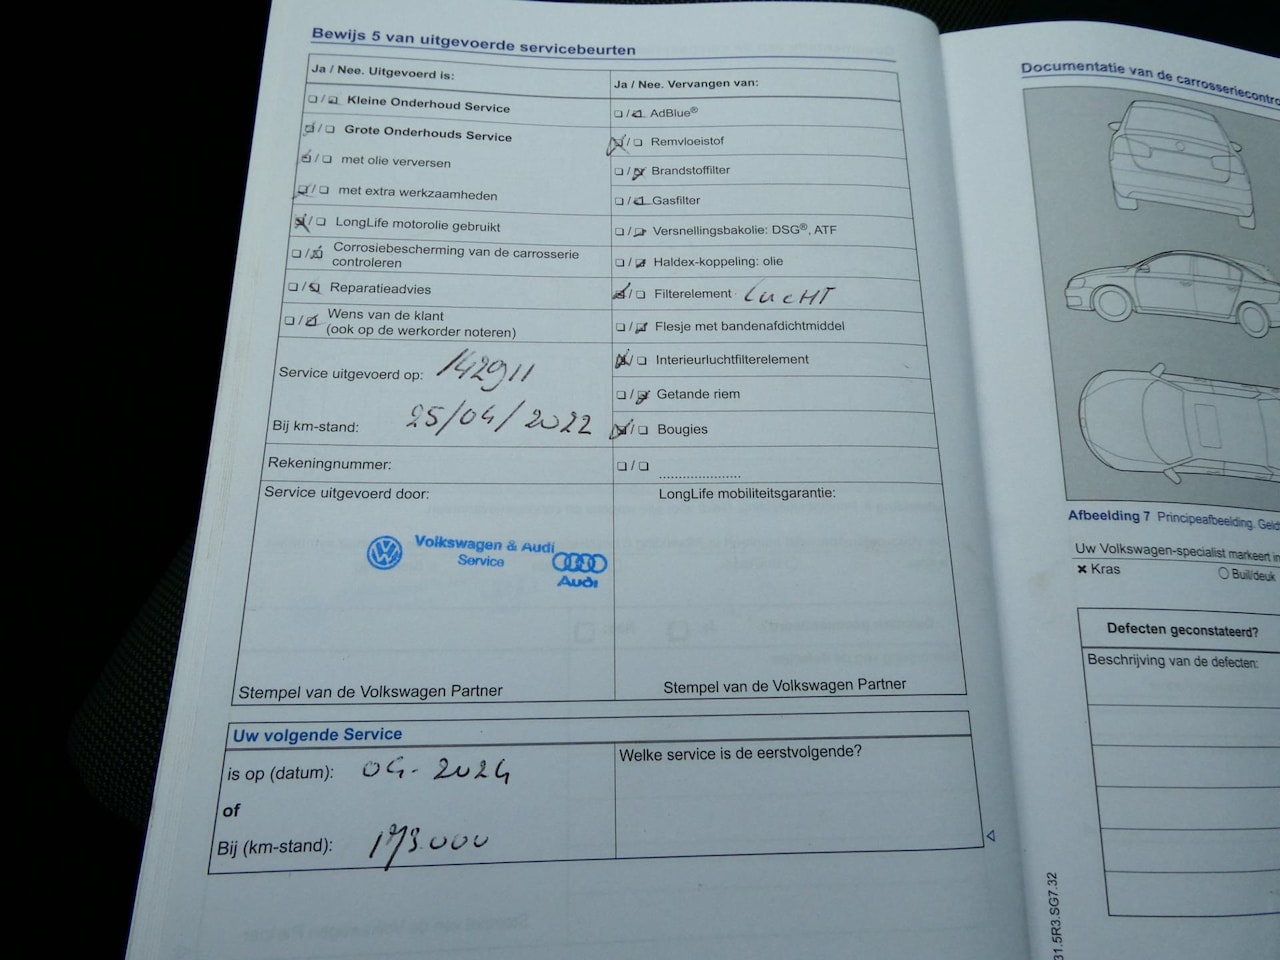 Bewijs 5 van uitgevoerde servicebeurten
Ja / Nee. Uitgevoerd is:
Kleine Onderhoud Service
Grote Onderhouds Service
met olie verversen
met extra werkzaamheden
LongLife motorolie gebruikt
Corrosiebescherming van de carrosserie
controleren
Reparatieadvies
Wens van de klant
(ook op de werkorder noteren)
Service uitgevoerd op: 142911
Bij km-stand: 25/04/2022
Rekeningnummer:
Service uitgevoerd door:
Volkswagen & Audi
Service
Audi
Stempel van de Volkswagen Partner
Ja / Nee. Vervangen van:
AdBlue®
Remvloeistof
Brandstoffilter
Gasfilter
Versnellingsbakolie: DSG®, ATF
Haldex-koppeling: olie
Filterelement LUCHT
Flesje met bandenafdichtmiddel
Interieurluchtfilterelement
Getande riem
Bougies
LongLife mobiliteitsgarantie:
Stempel van de Volkswagen Partner
Uw volgende Service
is op (datum): 04-2024
of
Bij (km-stand): 173.000
Welke service is de eerstvolgende?
Documentatie van de carrosseriecontro
Afbeelding 7 Principeafbeelding. Geld
Uw Volkswagen-specialist markeert in
× Kras
Buil/deuk
Defecten geconstateerd?
Beschrijving van de defecten:
31.5R3.SG7.32